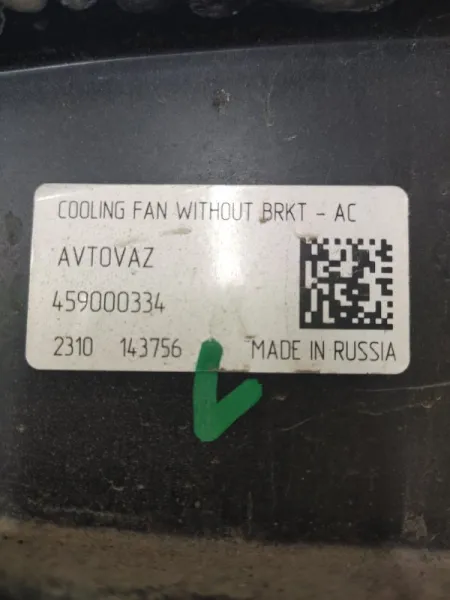 COOLING FAN WITHOUT BRKT - AC
AVTOVAZ
459000334
2310 143756 MADE IN RUSSIA